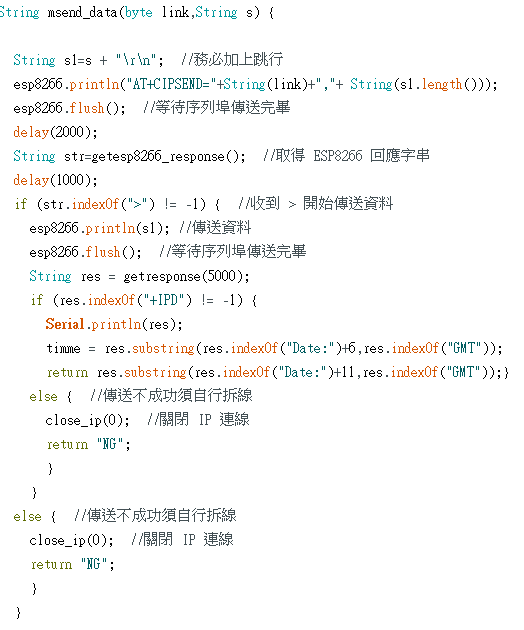 String msend_data(byte link,String s) {
String s1=s + "\r\n";  //務必加上跳行
esp8266.println("AT+CIPSEND="+String(link)+","+ String(s1.length()));
esp8266.flush();  //等待序列埠傳送完畢
delay(2000);
String str=getesp8266_response();  //取得 ESP8266 回應字串
delay(1000);
if (str.indexOf(">") != -1) {  //收到 > 開始傳送資料
esp8266.println(s1); //傳送資料
esp8266.flush();  //等待序列埠傳送完畢
String res = getresponse(5000);
if (res.indexOf("+IPD") != -1) {
Serial.println(res);
timme = res.substring(res.indexOf("Date:")+6,res.indexOf("GMT"));
return res.substring(res.indexOf("Date:")+11,res.indexOf("GMT"));}
else {  //傳送不成功須自行拆線
close_ip(0);  //關閉 IP 連線
return "NG";
}
}
else {  //傳送不成功須自行拆線
close_ip(0);  //關閉 IP 連線
return "NG";
}
}